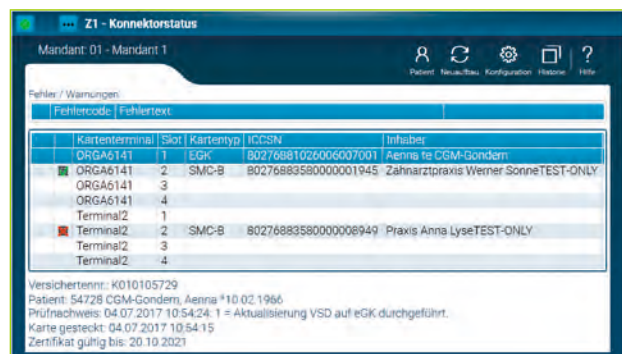 Z1 - Konnektorstatus
Mandant: 01 - Mandant 1
Patient Neuaufbau Konfiguration Historie Hilfe
Fehler / Warnungen
Fehlercode Fehlertext
Kartenterminal Slot Kartentyp ICCSN Inhaber
ORGA6141 1 EGK 80276881026006007001 Aenna te CGM-Gondern
ORGA6141 2 SMC-B 80276883580000001945 Zahnarztpraxis Werner SonneTEST-ONLY
ORGA6141 3
ORGA6141 4
Terminal2 1
Terminal2 2 SMC-B 80276883580000008949 Praxis Anna LyseTEST-ONLY
Terminal2 3
Terminal2 4
Versichertennr.: K010105729
Patient: 54728 CGM-Gondern, Aenna *10.02.1966
Prüfnachweis: 04.07.2017 10:54:24: 1 = Aktualisierung VSD auf eGK durchgeführt.
Karte gesteckt: 04.07.2017 10:54:15
Zertifikat gültig bis: 20.10.2021